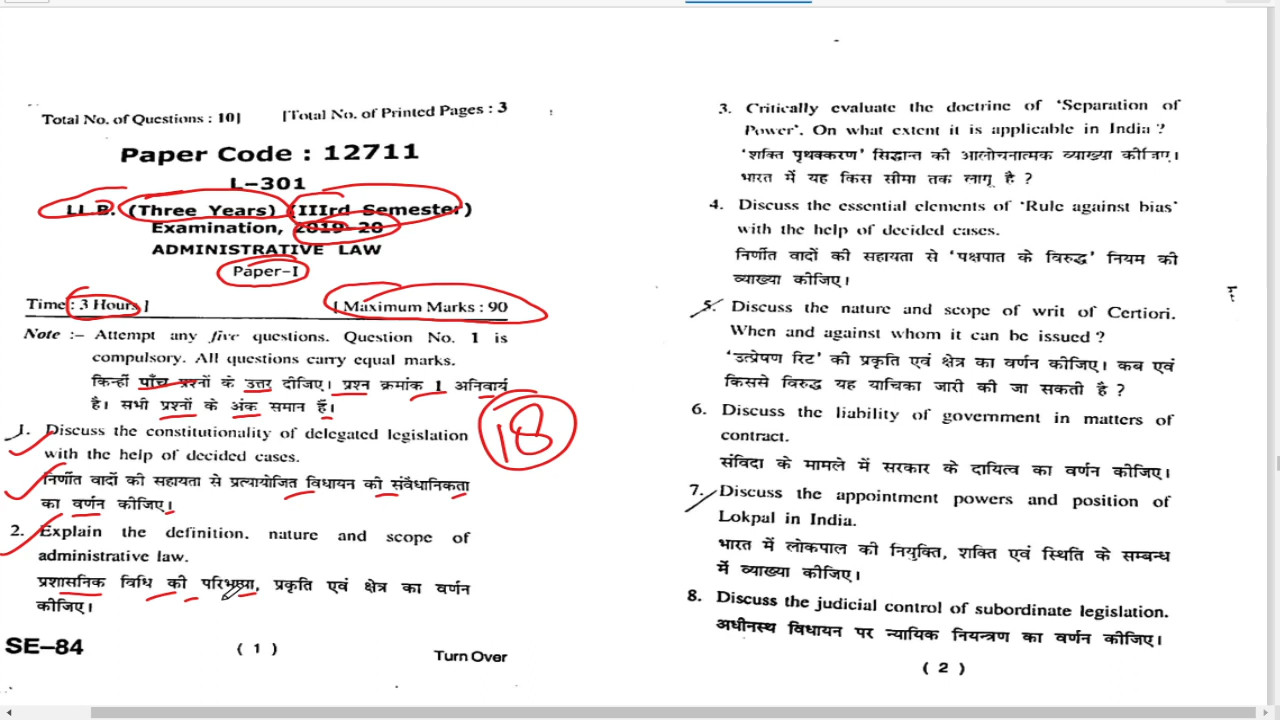 Total No. of Questions : 10] [Total No. of Printed Pages : 3
Paper Code : 12711
L-301
LL.B. (Three Years) (IIIrd Semester)
Examination, 2019-20
ADMINISTRATIVE LAW
Paper-I
Time : 3 Hours ] [ Maximum Marks : 90
Note :– Attempt any five questions. Question No. 1 is
compulsory. All questions carry equal marks.
किन्हीं पाँच प्रश्नों के उत्तर दीजिए। प्रश्न क्रमांक 1 अनिवार्य
है। सभी प्रश्नों के अंक समान हैं।
18
1. Discuss the constitutionality of delegated legislation
with the help of decided cases.
निर्णीत वादों की सहायता से प्रत्यायोजित विधायन की संवैधानिकता
का वर्णन कीजिए।
2. Explain the definition, nature and scope of
administrative law.
प्रशासनिक विधि की परिभाषा, प्रकृति एवं क्षेत्र का वर्णन
कीजिए।
SE–84 ( 1 ) Turn Over
3. Critically evaluate the doctrine of 'Separation of
Power'. On what extent it is applicable in India ?
'शक्ति पृथक्करण' सिद्धान्त की आलोचनात्मक व्याख्या कीजिए।
भारत में यह किस सीमा तक लागू है ?
4. Discuss the essential elements of 'Rule against bias'
with the help of decided cases.
निर्णीत वादों की सहायता से 'पक्षपात के विरुद्ध' नियम की
व्याख्या कीजिए।
5. Discuss the nature and scope of writ of Certiori.
When and against whom it can be issued ?
'उत्प्रेषण रिट' की प्रकृति एवं क्षेत्र का वर्णन कीजिए। कब एवं
किससे विरुद्ध यह याचिका जारी की जा सकती है ?
6. Discuss the liability of government in matters of
contract.
संविदा के मामले में सरकार के दायित्व का वर्णन कीजिए।
7. Discuss the appointment powers and position of
Lokpal in India.
भारत में लोकपाल की नियुक्ति, शक्ति एवं स्थिति के सम्बन्ध
में व्याख्या कीजिए।
8. Discuss the judicial control of subordinate legislation.
अधीनस्थ विधायन पर न्यायिक नियन्त्रण का वर्णन कीजिए।
( 2 )